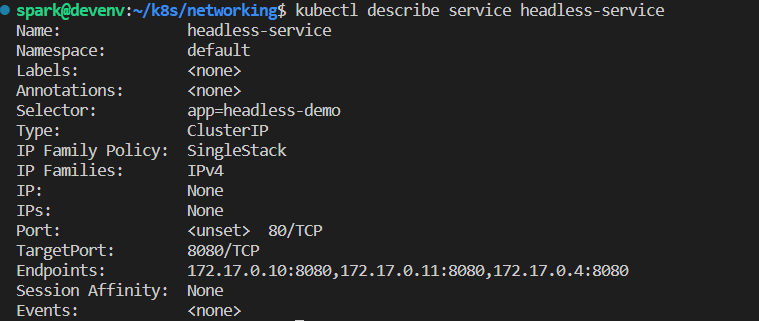 spark@devenv:~/k8s/networking$ kubectl describe service headless-service
Name:              headless-service
Namespace:         default
Labels:            <none>
Annotations:       <none>
Selector:          app=headless-demo
Type:              ClusterIP
IP Family Policy:  SingleStack
IP Families:       IPv4
IP:                None
IPs:               None
Port:              <unset>  80/TCP
TargetPort:        8080/TCP
Endpoints:         172.17.0.10:8080,172.17.0.11:8080,172.17.0.4:8080
Session Affinity:  None
Events:            <none>